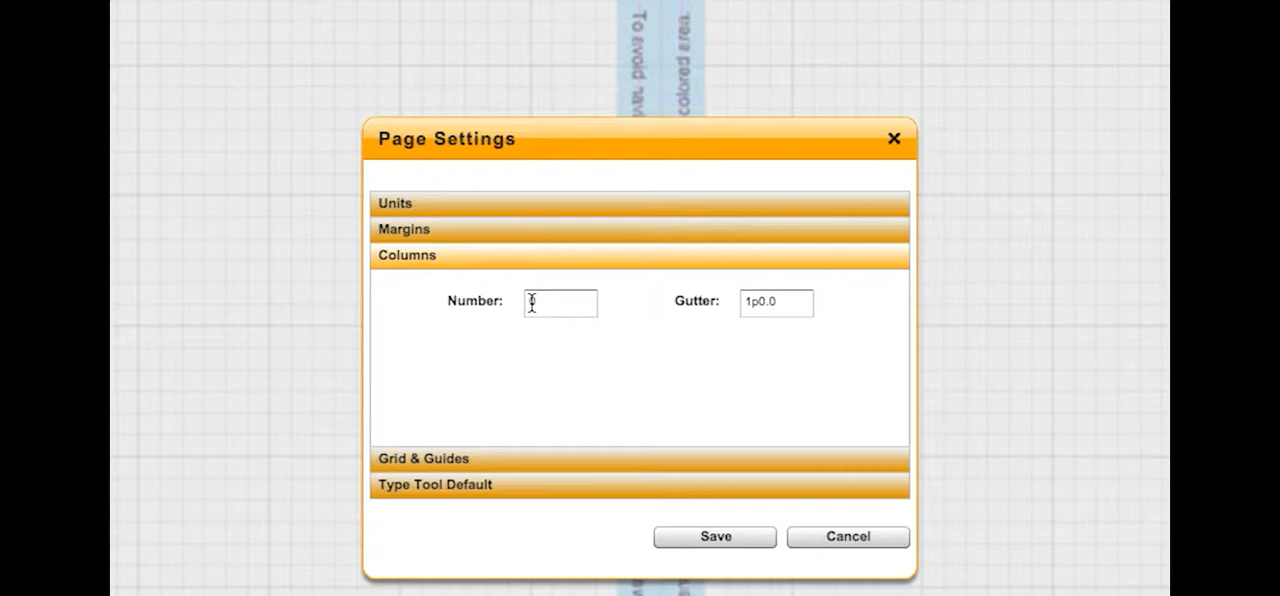 To avoid
colored area.
Page Settings
Units
Margins
Columns
Number:
Gutter: 1p0.0
Grid & Guides
Type Tool Default
Save
Cancel